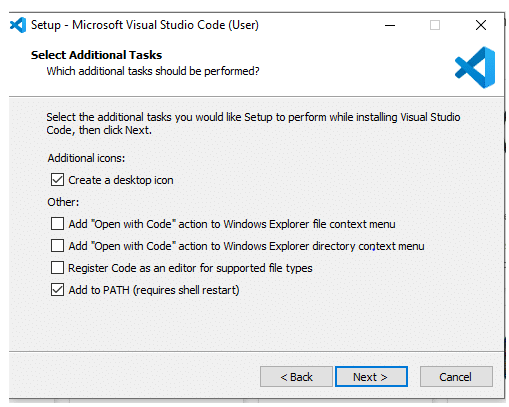 Setup - Microsoft Visual Studio Code (User)
Select Additional Tasks
Which additional tasks should be performed?
Select the additional tasks you would like Setup to perform while installing Visual Studio
Code, then click Next.
Additional icons:
Create a desktop icon
Other:
Add "Open with Code" action to Windows Explorer file context menu
Add "Open with Code" action to Windows Explorer directory context menu
Register Code as an editor for supported file types
Add to PATH (requires shell restart)
< Back Next > Cancel